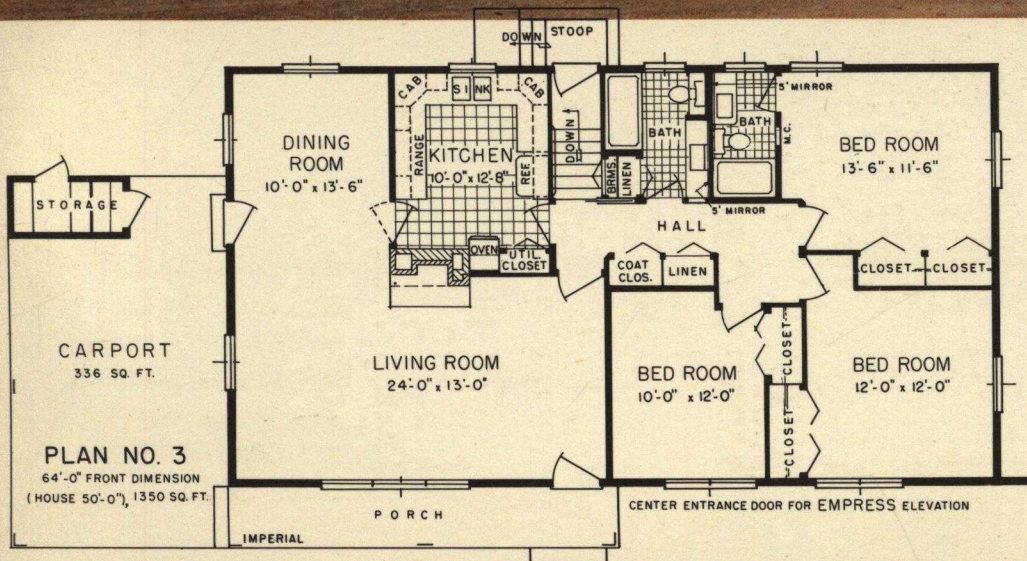 DOWN STOOP
CAB
SINK
CAB
RANGE
KITCHEN
10'-0" x 12'-8"
REF.
DOWN
BRMS.
LINEN
BATH
BATH
5' MIRROR
M.C.
BED ROOM
13'-6" x 11'-6"
DINING
ROOM
10'-0" x 13'-6"
STORAGE
5' MIRROR
HALL
OVEN
UTIL.
CLOSET
COAT
CLOS.
LINEN
CLOSET
CLOSET
CARPORT
336 SQ. FT.
LIVING ROOM
24'-0" x 13'-0"
BED ROOM
10'-0" x 12'-0"
CLOSET
CLOSET
BED ROOM
12'-0" x 12'-0"
PLAN NO. 3
64'-0" FRONT DIMENSION
(HOUSE 50'-0"), 1350 SQ. FT.
PORCH
IMPERIAL
CENTER ENTRANCE DOOR FOR EMPRESS ELEVATION